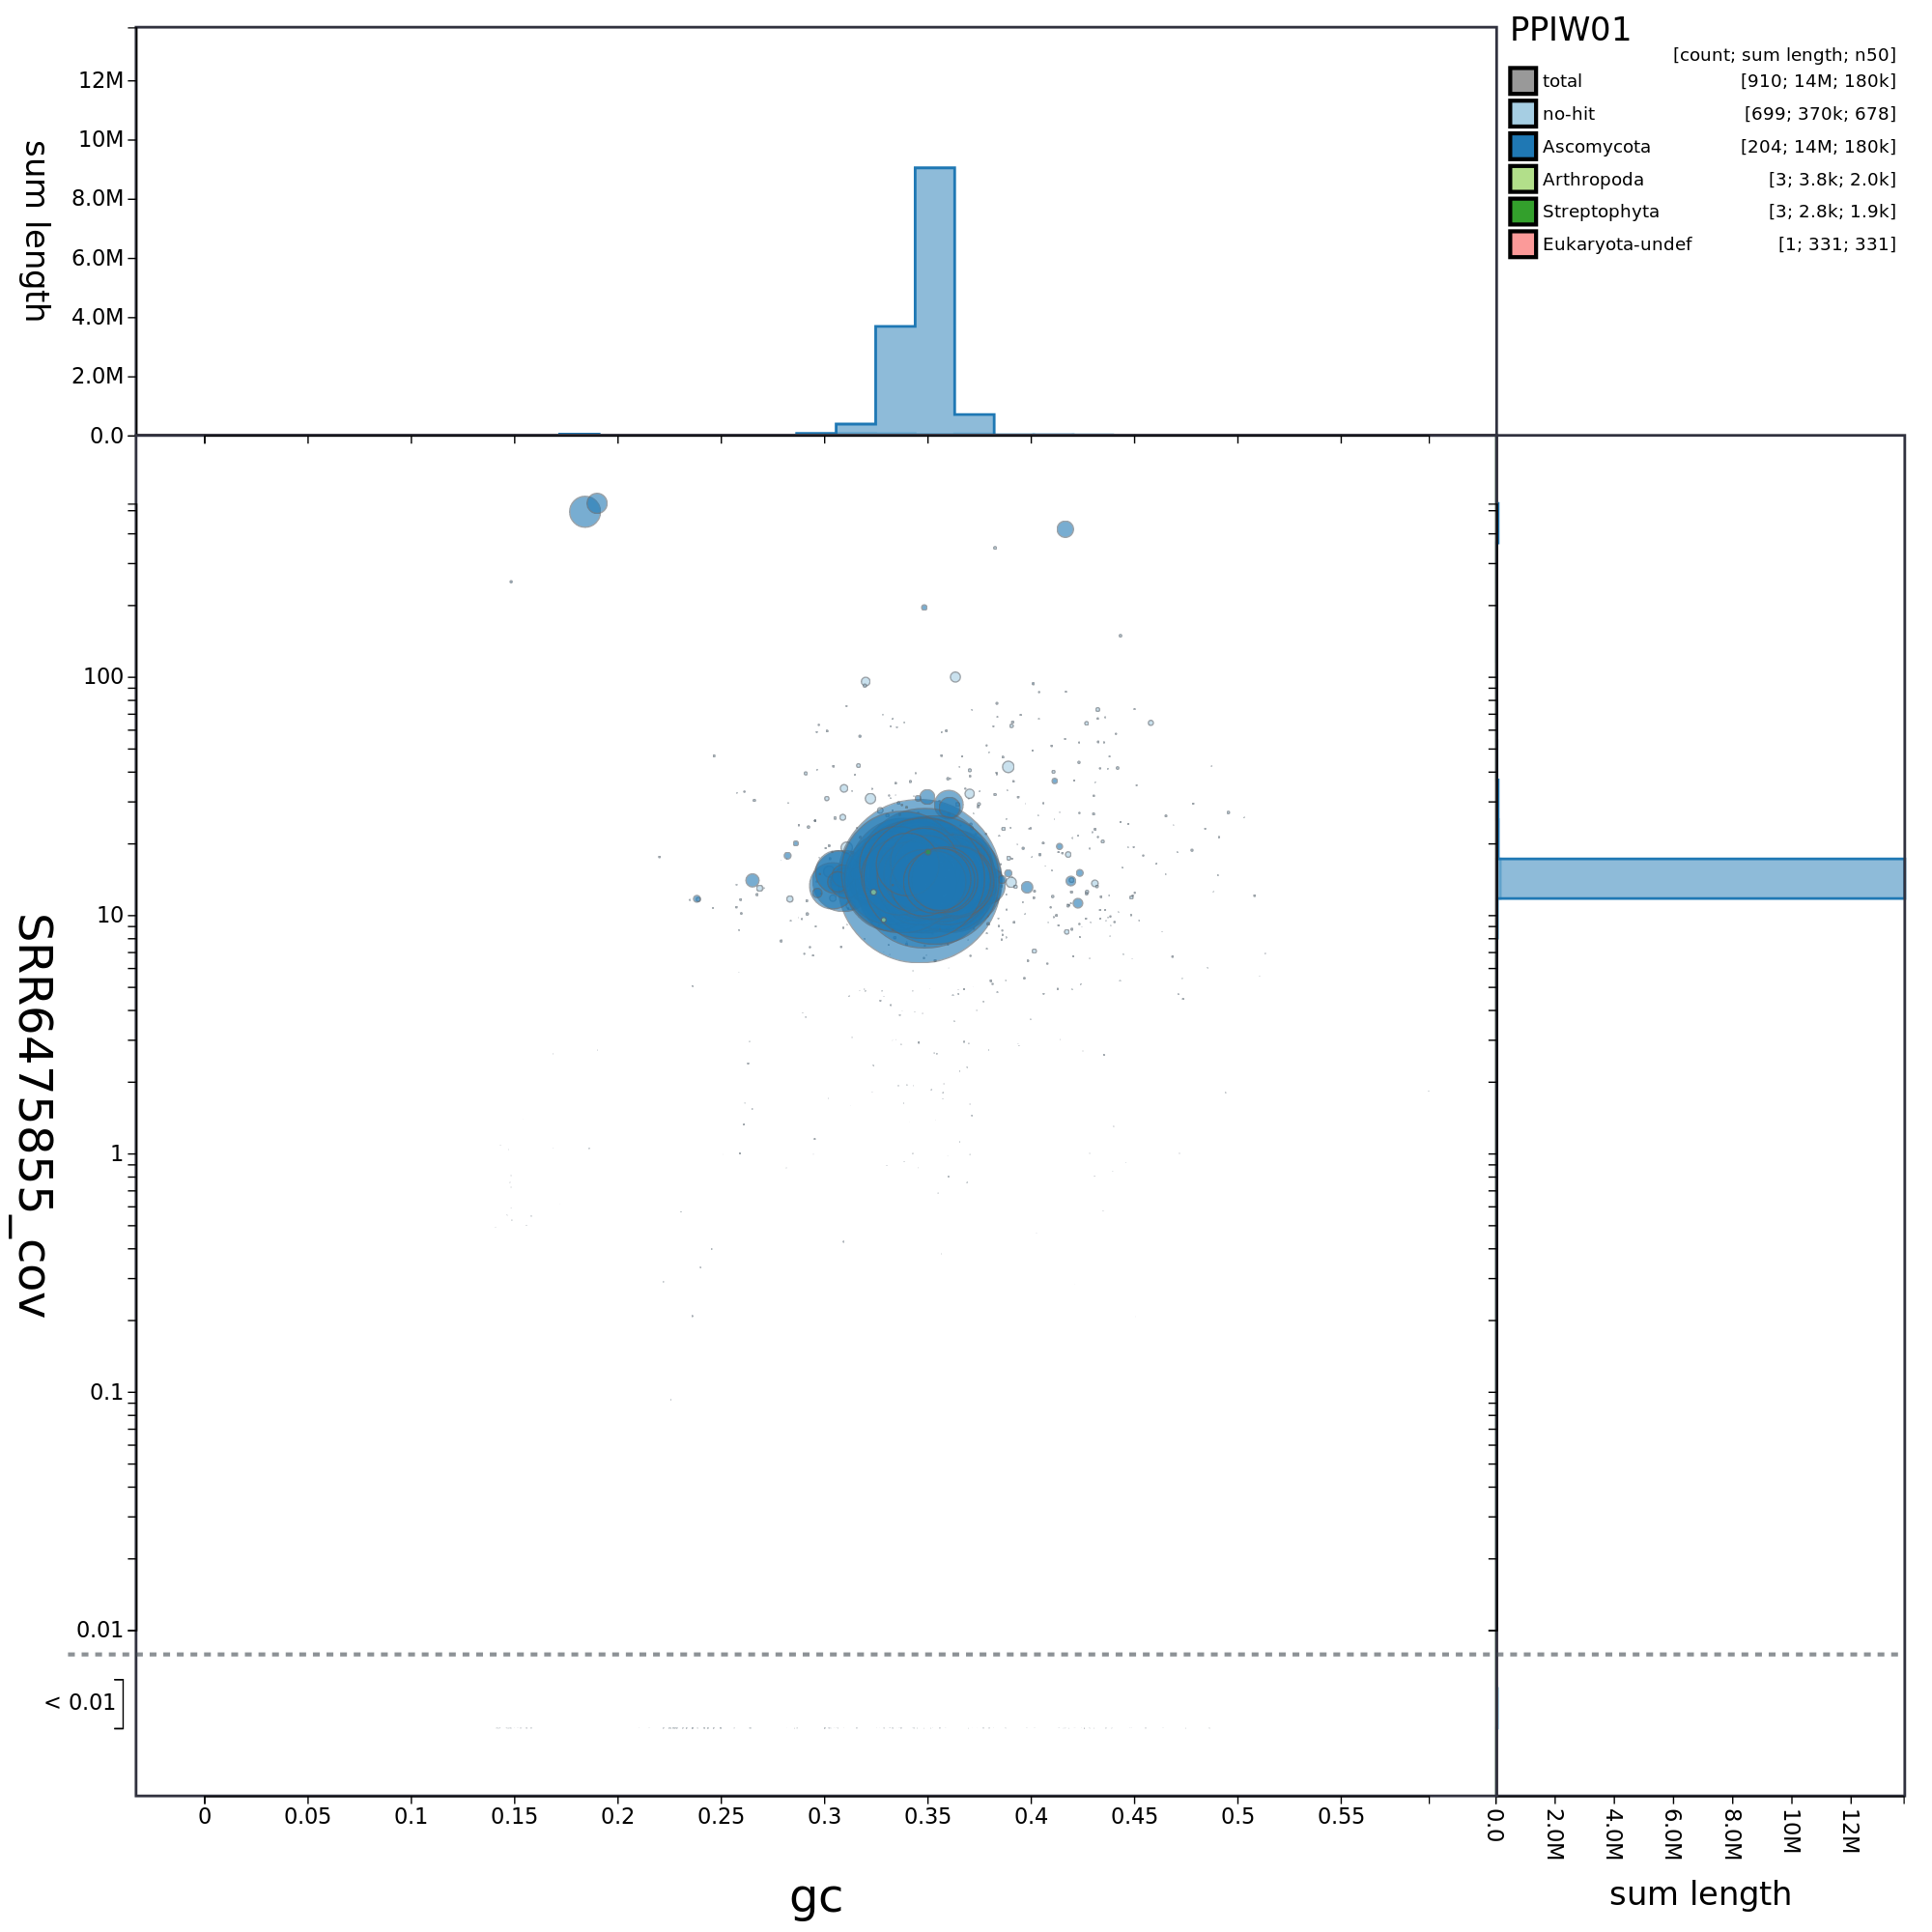 PPIW01
[count; sum length; n50]
total [910; 14M; 180k]
no-hit [699; 370k; 678]
Ascomycota [204; 14M; 180k]
Arthropoda [3; 3.8k; 2.0k]
Streptophyta [3; 2.8k; 1.9k]
Eukaryota-undef [1; 331; 331]
sum length
12M
10M
8.0M
6.0M
4.0M
2.0M
0.0
SRR6475855_cov
100
10
1
0.1
0.01
< 0.01
0 0.05 0.1 0.15 0.2 0.25 0.3 0.35 0.4 0.45 0.5 0.55
gc
0.0 2.0M 4.0M 6.0M 8.0M 10M 12M
sum length